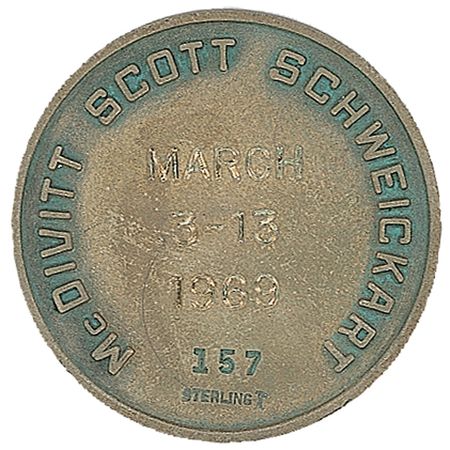 McDIVITT SCOTT SCHWEICKART
MARCH
3-13
1969
157
STERLING